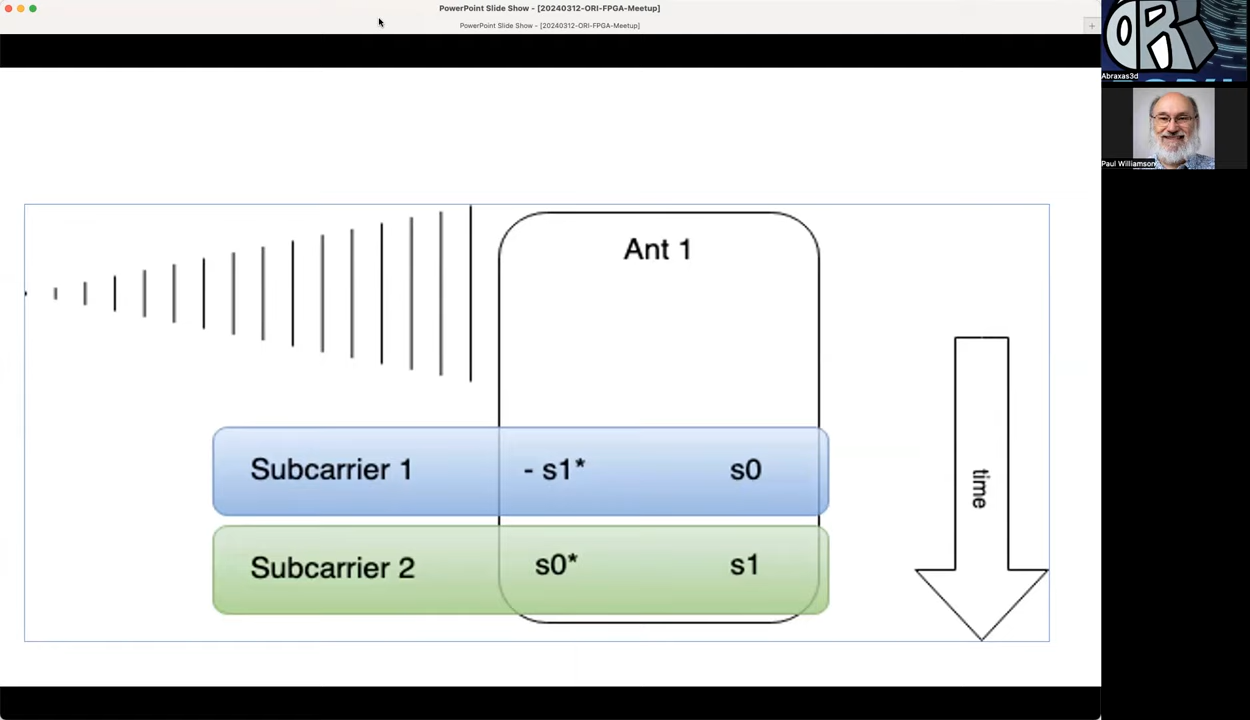 PowerPoint Slide Show - [20240312-ORI-FPGA-Meetup]
PowerPoint Slide Show - [20240312-ORI-FPGA-Meetup]
+
ORI
Abraxas3d
Paul Williamson
Ant 1
Subcarrier 1 - s1* s0
Subcarrier 2 s0* s1
time